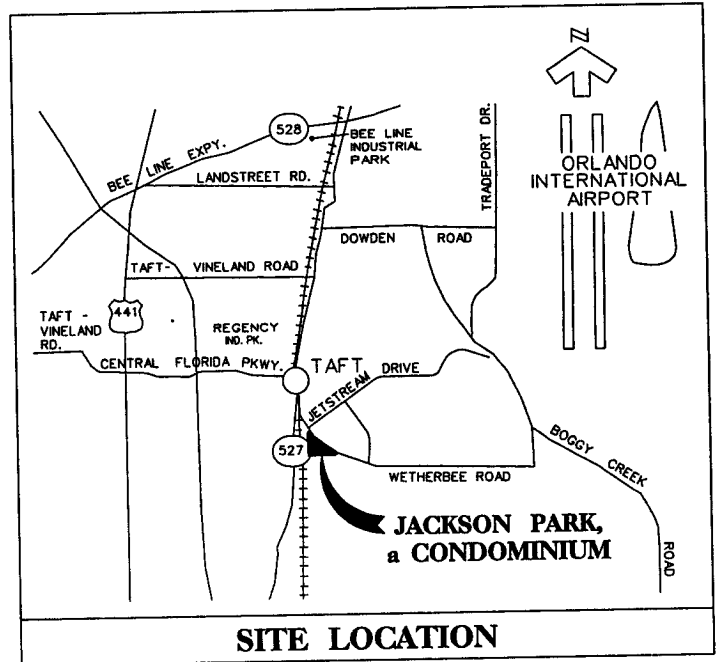 N
528
BEE LINE
INDUSTRIAL
PARK
BEE LINE EXPY.
LANDSTREET RD.
TRADEPORT DR.
ORLANDO
INTERNATIONAL
AIRPORT
DOWDEN ROAD
TAFT- VINELAND ROAD
441
TAFT -
VINELAND
RD.
REGENCY
IND. PK.
CENTRAL FLORIDA PKWY.
TAFT
JETSTREAM DRIVE
527
WETHERBEE ROAD
BOGGY CREEK ROAD
JACKSON PARK,
a CONDOMINIUM
SITE LOCATION